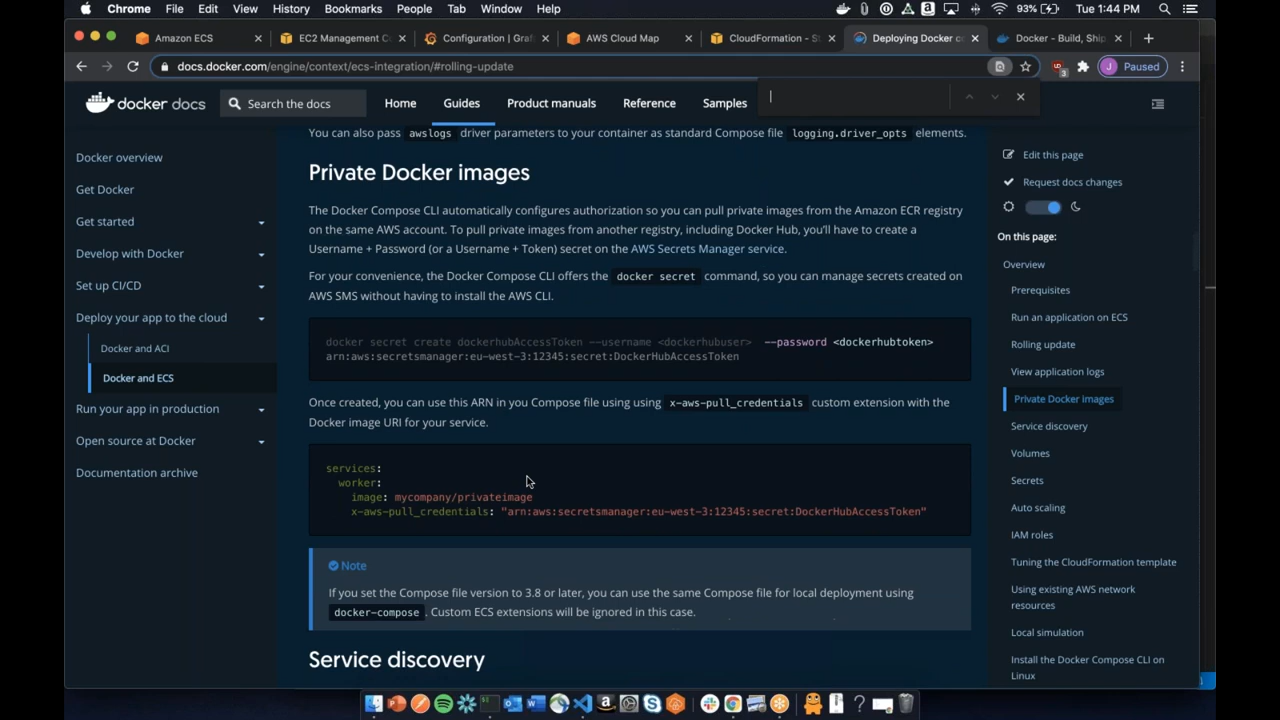 Chrome File Edit View History Bookmarks People Tab Window Help 93% Tue 1:44 PM
Amazon ECS EC2 Management C Configuration | Graf AWS Cloud Map CloudFormation - S Deploying Docker c Docker - Build, Ship
docs.docker.com/engine/context/ecs-integration/#rolling-update 3 J Paused
docker docs Search the docs Home Guides Product manuals Reference Samples
Docker overview
Get Docker
Get started
Develop with Docker
Set up CI/CD
Deploy your app to the cloud
Docker and ACI
Docker and ECS
Run your app in production
Open source at Docker
Documentation archive
You can also pass awslogs driver parameters to your container as standard Compose file logging.driver_opts elements.
Private Docker images
The Docker Compose CLI automatically configures authorization so you can pull private images from the Amazon ECR registry
on the same AWS account. To pull private images from another registry, including Docker Hub, you'll have to create a
Username + Password (or a Username + Token) secret on the AWS Secrets Manager service.
For your convenience, the Docker Compose CLI offers the docker secret command, so you can manage secrets created on
AWS SMS without having to install the AWS CLI.
docker secret create dockerhubAccessToken --username <dockerhubuser> --password <dockerhubtoken>
arn:aws:secretsmanager:eu-west-3:12345:secret:DockerHubAccessToken
Once created, you can use this ARN in you Compose file using using x-aws-pull_credentials custom extension with the
Docker image URI for your service.
services:
worker:
image: mycompany/privateimage
x-aws-pull_credentials: "arn:aws:secretsmanager:eu-west-3:12345:secret:DockerHubAccessToken"
Note
If you set the Compose file version to 3.8 or later, you can use the same Compose file for local deployment using
docker-compose . Custom ECS extensions will be ignored in this case.
Service discovery
Edit this page
Request docs changes
On this page:
Overview
Prerequisites
Run an application on ECS
Rolling update
View application logs
Private Docker images
Service discovery
Volumes
Secrets
Auto scaling
IAM roles
Tuning the CloudFormation template
Using existing AWS network
resources
Local simulation
Install the Docker Compose CLI on
Linux